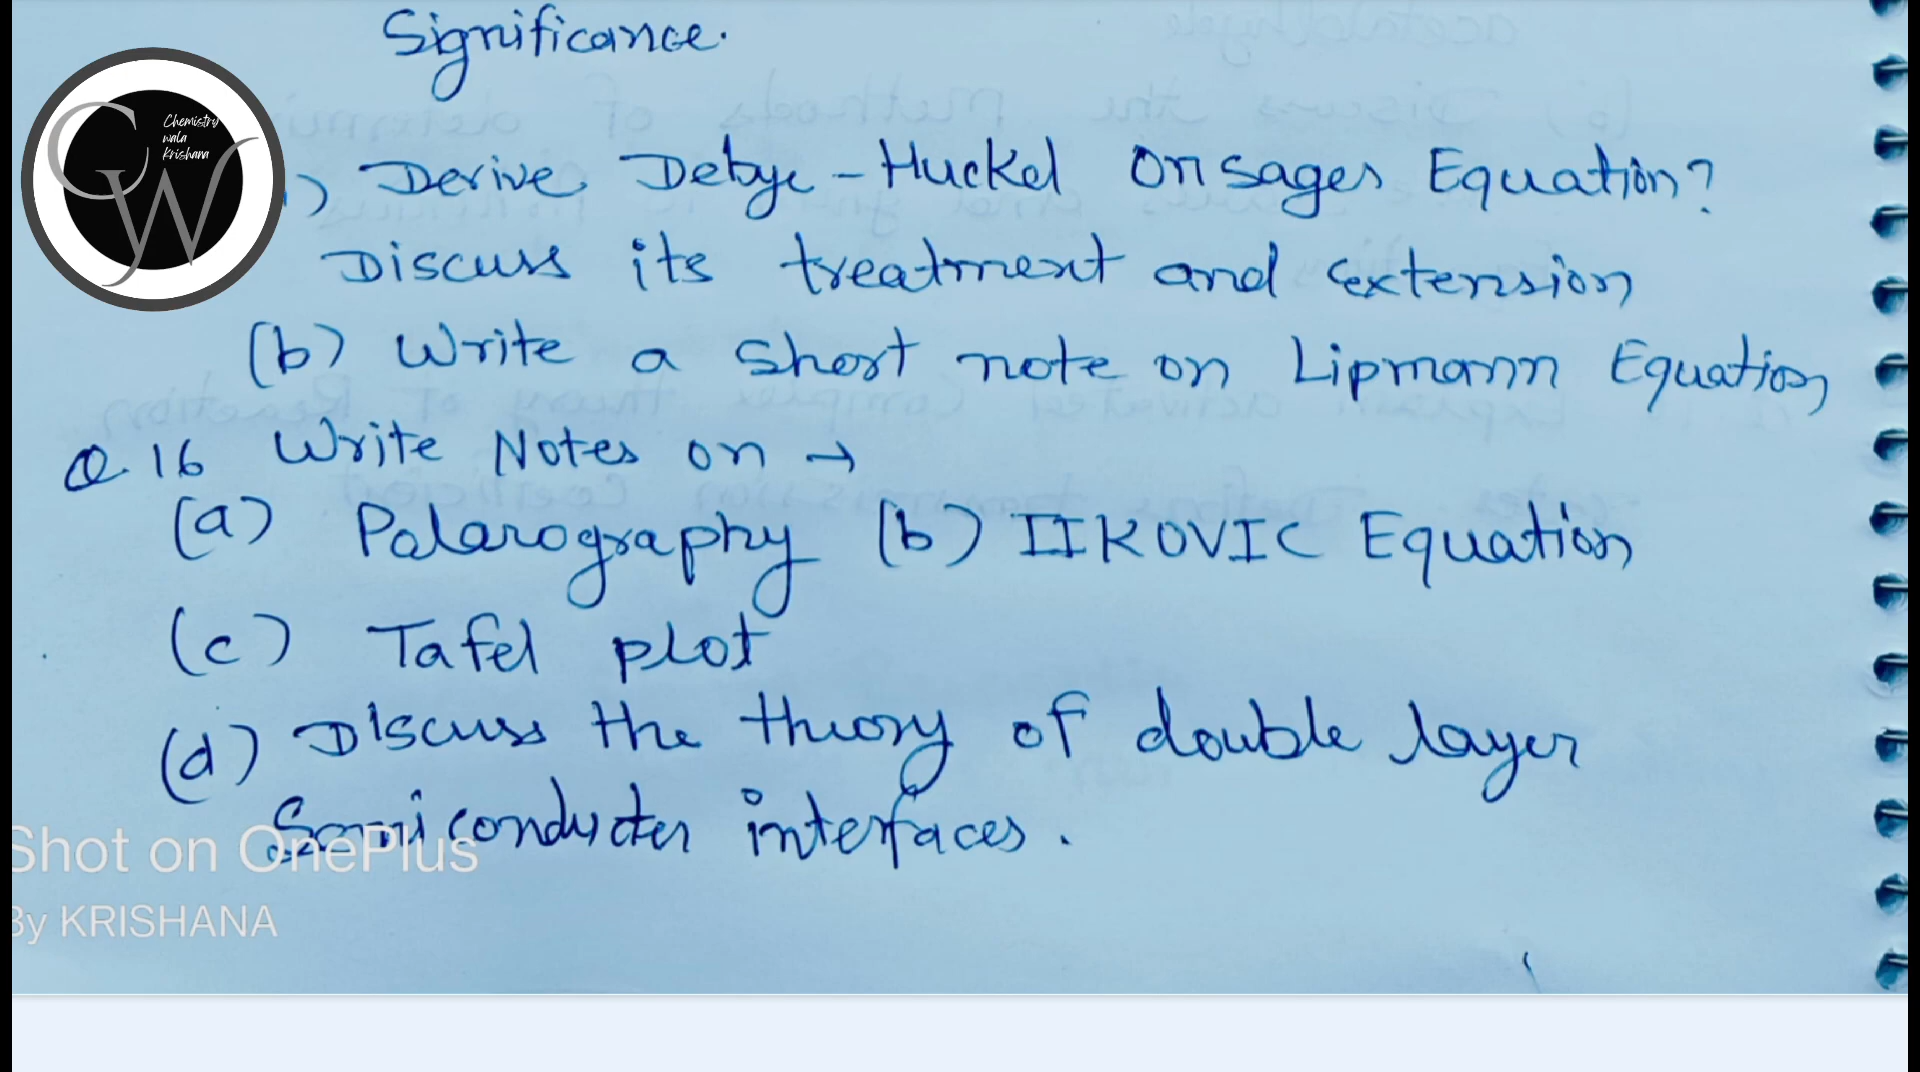 Significance.
Chemistry
wala
Krishana
CW
) Derive Debye - Huckel Onsager Equation?
Discuss its treatment and extension
(b) Write a short note on Lipmann Equation
Q.16 Write Notes on →
(a) Polarography (b) IIKOVIC Equation
(c) Tafel plot
(d) Discuss the theory of double layer
Semiconductor interfaces.
Shot on OnePlus
By KRISHANA